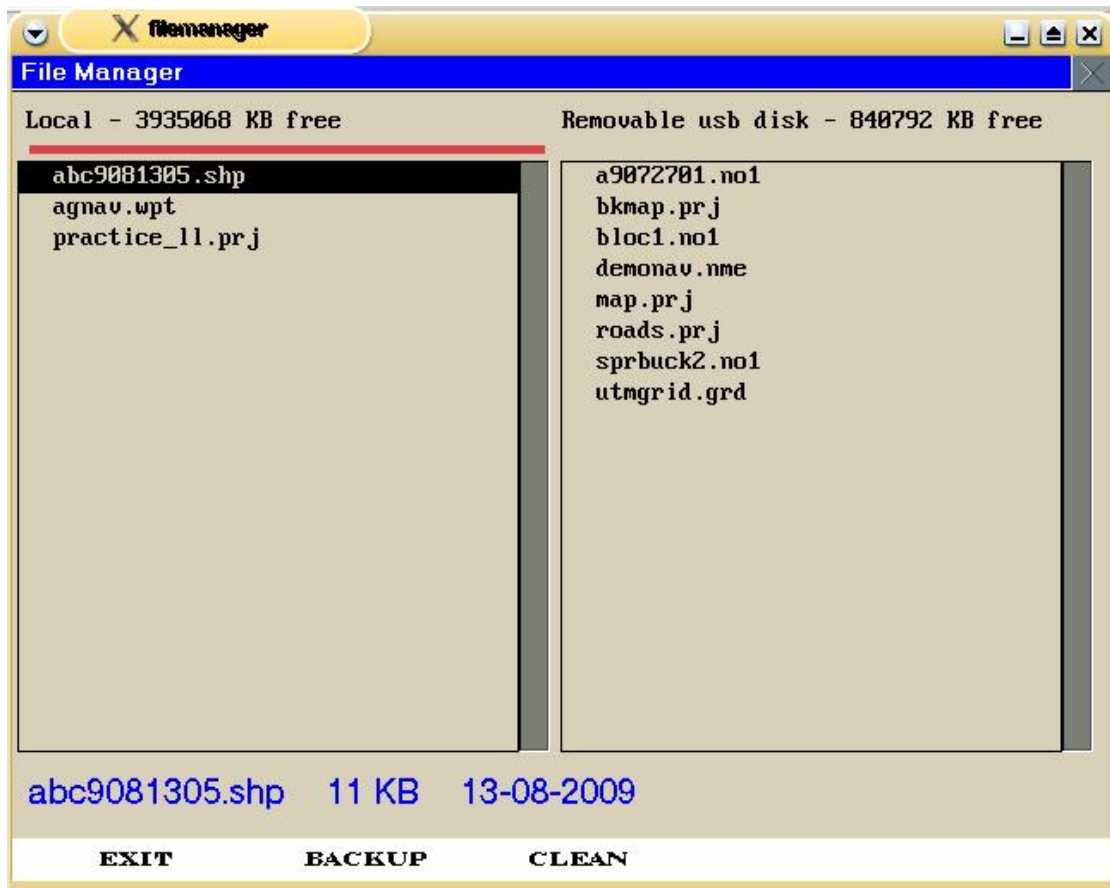 filemanager
File Manager
Local - 3935068 KB free
Removable usb disk - 840792 KB free
abc9081305.shp
agnav.wpt
practice_ll.prj
a9072701.no1
bkmap.prj
bloc1.no1
demonav.nme
map.prj
roads.prj
sprbuck2.no1
utmgrid.grd
abc9081305.shp 11 KB 13-08-2009
EXIT BACKUP CLEAN